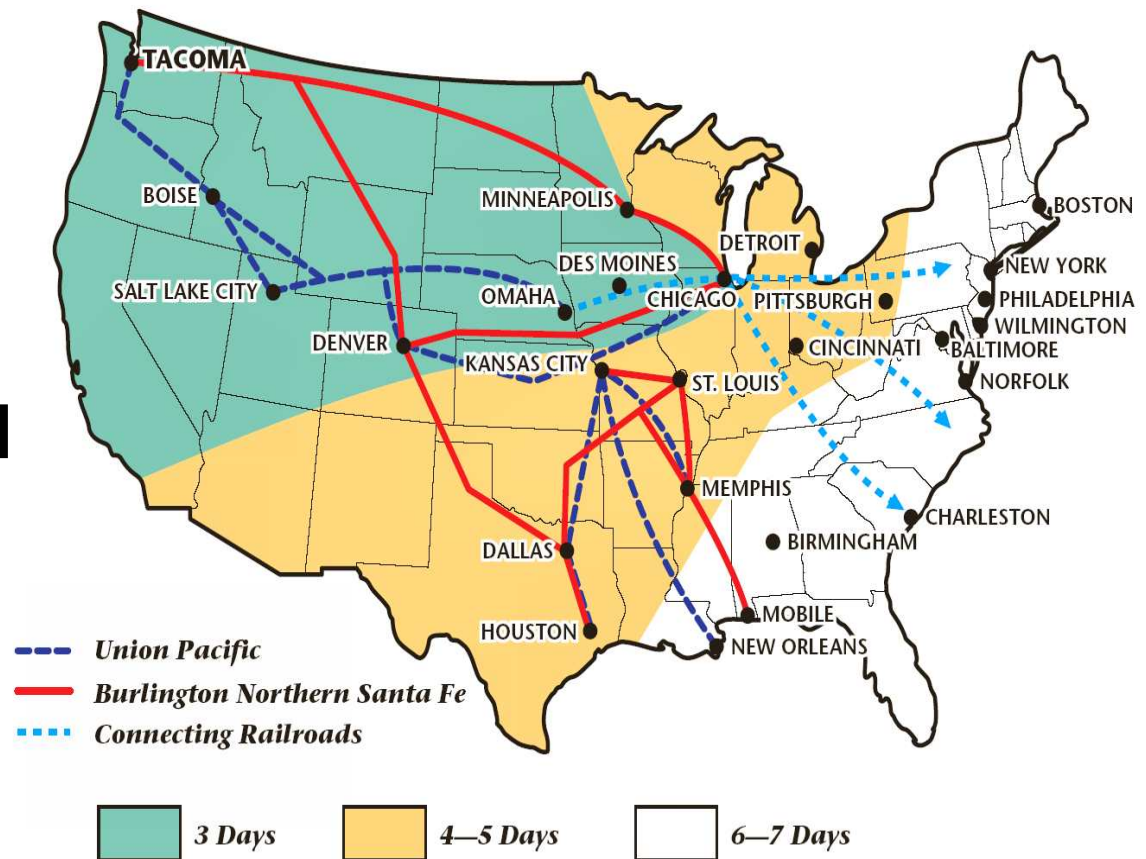 TACOMA
BOISE
MINNEAPOLIS
BOSTON
DETROIT
DES MOINES
NEW YORK
SALT LAKE CITY
OMAHA
CHICAGO
PITTSBURGH
PHILADELPHIA
WILMINGTON
DENVER
CINCINNATI
BALTIMORE
KANSAS CITY
ST. LOUIS
NORFOLK
MEMPHIS
CHARLESTON
DALLAS
BIRMINGHAM
HOUSTON
MOBILE
NEW ORLEANS
Union Pacific
Burlington Northern Santa Fe
Connecting Railroads
3 Days
4—5 Days
6—7 Days